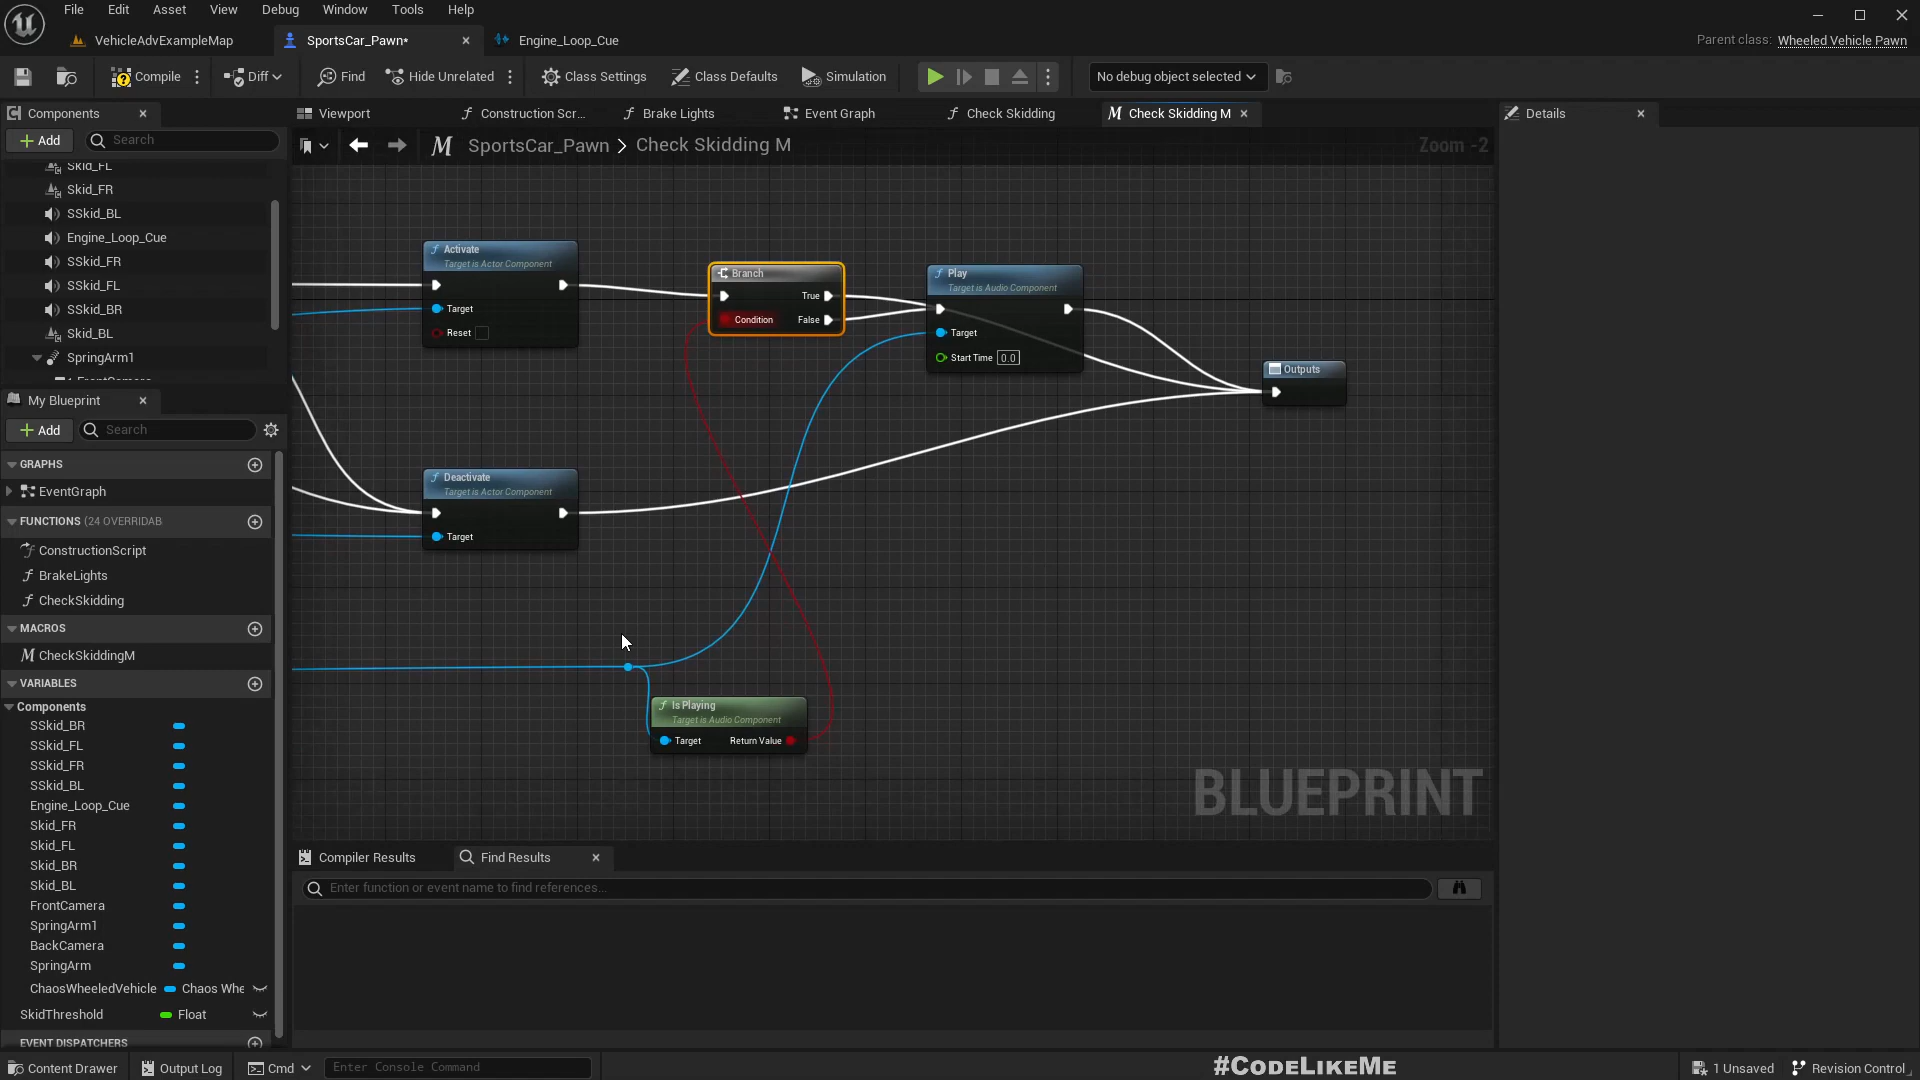 File Edit Asset View Debug Window Tools Help
VehicleAdvExampleMap SportsCar_Pawn* Engine_Loop_Cue
Parent class: Wheeled Vehicle Pawn
Compile Diff Find Hide Unrelated Class Settings Class Defaults Simulation No debug object selected
Components Viewport Construction Scr... Brake Lights Event Graph Check Skidding Check Skidding M Details
Add Search
SportsCar_Pawn > Check Skidding M Zoom -2
Skid_FL
Skid_FR
SSkid_BL
Engine_Loop_Cue
SSkid_FR
SSkid_FL
SSkid_BR
Skid_BL
SpringArm1
Activate
Target is Actor Component
Target
Reset
Branch
True
Condition False
Play
Target is Audio Component
Target
Start Time 0.0
Outputs
Deactivate
Target is Actor Component
Target
Is Playing
Target is Audio Component
Target Return Value
BLUEPRINT
My Blueprint
Add Search
GRAPHS
EventGraph
FUNCTIONS (24 OVERRIDAB
ConstructionScript
BrakeLights
CheckSkidding
MACROS
CheckSkiddingM
VARIABLES
Components
SSkid_BR
SSkid_FL
SSkid_FR
SSkid_BL
Engine_Loop_Cue
Skid_FR
Skid_FL
Skid_BR
Skid_BL
FrontCamera
SpringArm1
BackCamera
SpringArm
ChaosWheeledVehicle Chaos Whe
SkidThreshold Float
EVENT DISPATCHERS
Compiler Results Find Results
Enter function or event name to find references...
Content Drawer Output Log Cmd Enter Console Command
#CodeLikeMe
1 Unsaved Revision Control